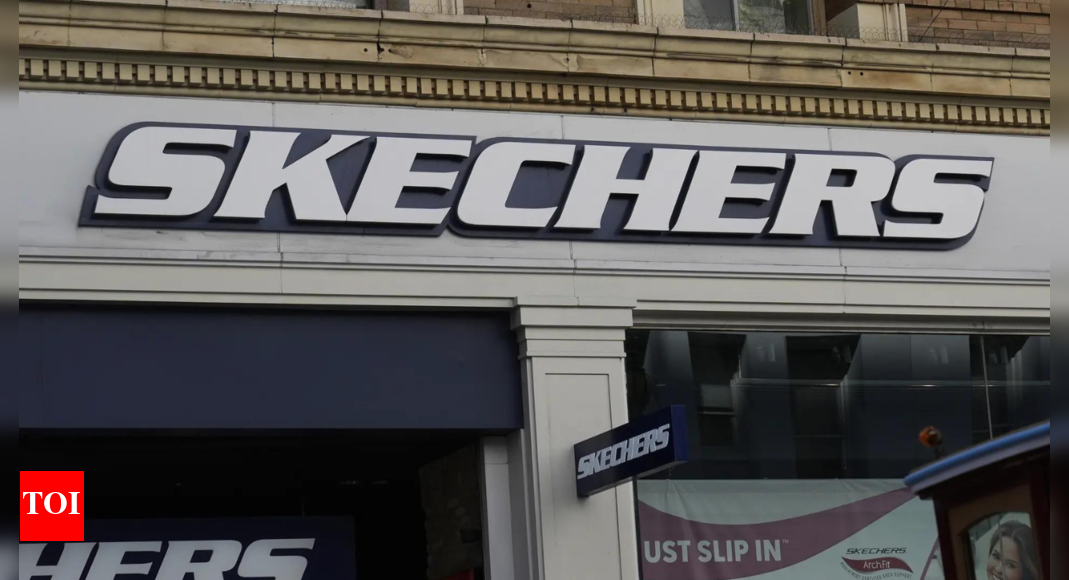 SKECHERS
SKECHERS
UST SLIP IN™
SKECHERS
Arch Fit
TOI
HERS